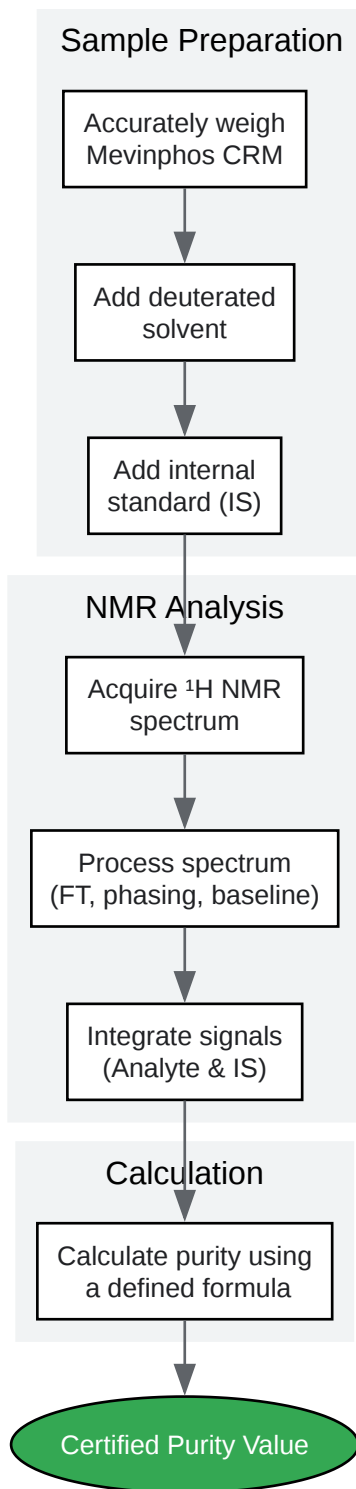 Sample Preparation
Accurately weigh
Mevinphos CRM
Add deuterated
solvent
Add internal
standard (IS)
NMR Analysis
Acquire ¹H NMR
spectrum
Process spectrum
(FT, phasing, baseline)
Integrate signals
(Analyte & IS)
Calculation
Calculate purity using
a defined formula
Certified Purity Value